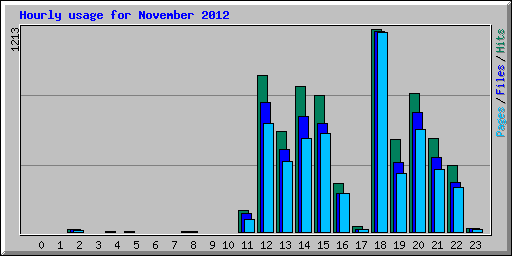 Hourly usage for November 2012
1213
Pages / Files / Hits
0 1 2 3 4 5 6 7 8 9 10 11 12 13 14 15 16 17 18 19 20 21 22 23